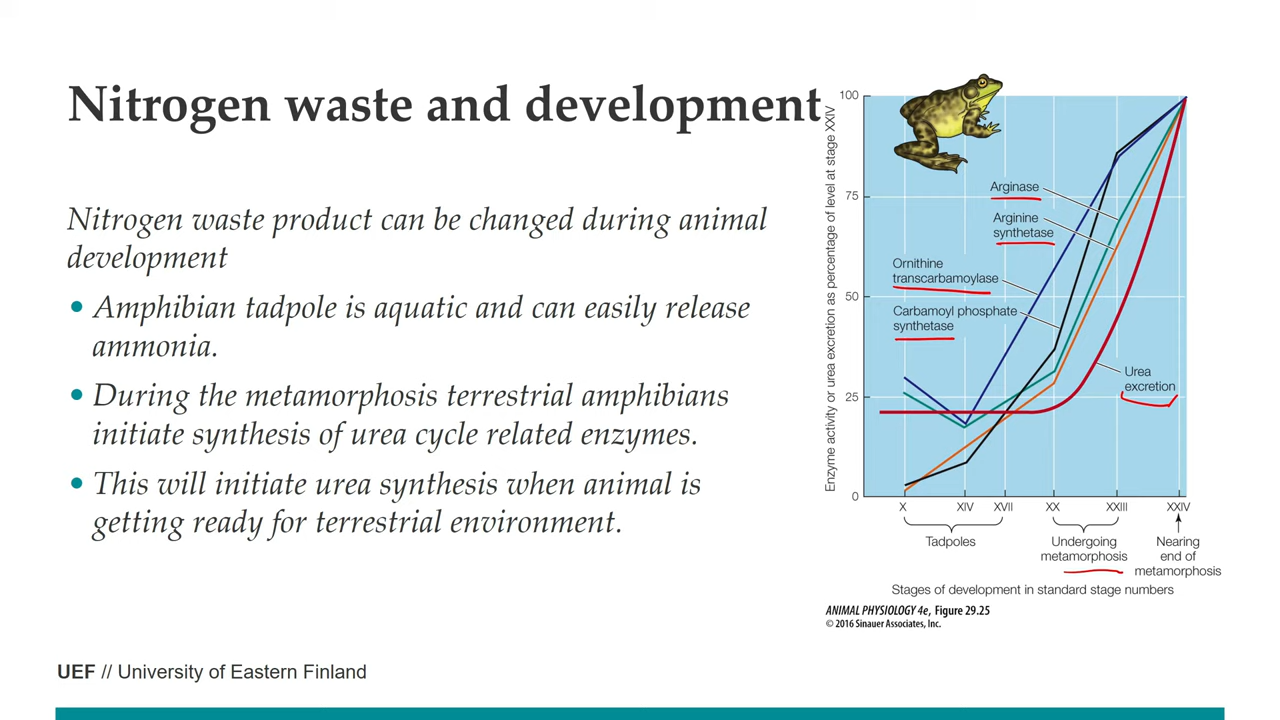 Nitrogen waste and development
Nitrogen waste product can be changed during animal
development
• Amphibian tadpole is aquatic and can easily release
ammonia.
• During the metamorphosis terrestrial amphibians
initiate synthesis of urea cycle related enzymes.
• This will initiate urea synthesis when animal is
getting ready for terrestrial environment.
Enzyme activity or urea excretion as percentage of level at stage XXIV
100
75
50
25
0
Arginase
Arginine
synthetase
Ornithine
transcarbamoylase
Carbamoyl phosphate
synthetase
Urea
excretion
X XIV XVII XX XXIII XXIV
Tadpoles
Undergoing
metamorphosis
Nearing
end of
metamorphosis
Stages of development in standard stage numbers
ANIMAL PHYSIOLOGY 4e, Figure 29.25
© 2016 Sinauer Associates, Inc.
UEF // University of Eastern Finland